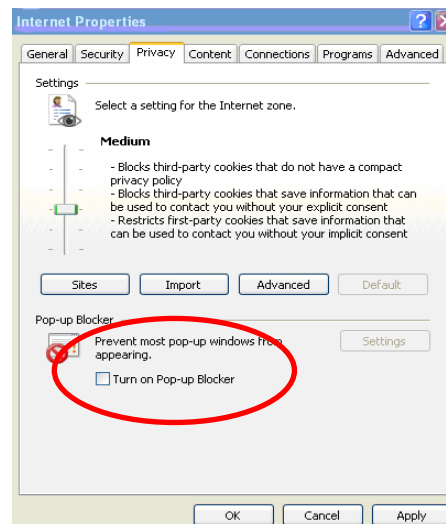 Internet Properties
General Security Privacy Content Connections Programs Advanced
Settings
Select a setting for the Internet zone.
Medium
- Blocks third-party cookies that do not have a compact
privacy policy
- Blocks third-party cookies that save information that can
be used to contact you without your explicit consent
- Restricts first-party cookies that save information that
can be used to contact you without your implicit consent
Sites Import Advanced Default
Pop-up Blocker
Prevent most pop-up windows from
appearing.
Settings
Turn on Pop-up Blocker
OK Cancel Apply